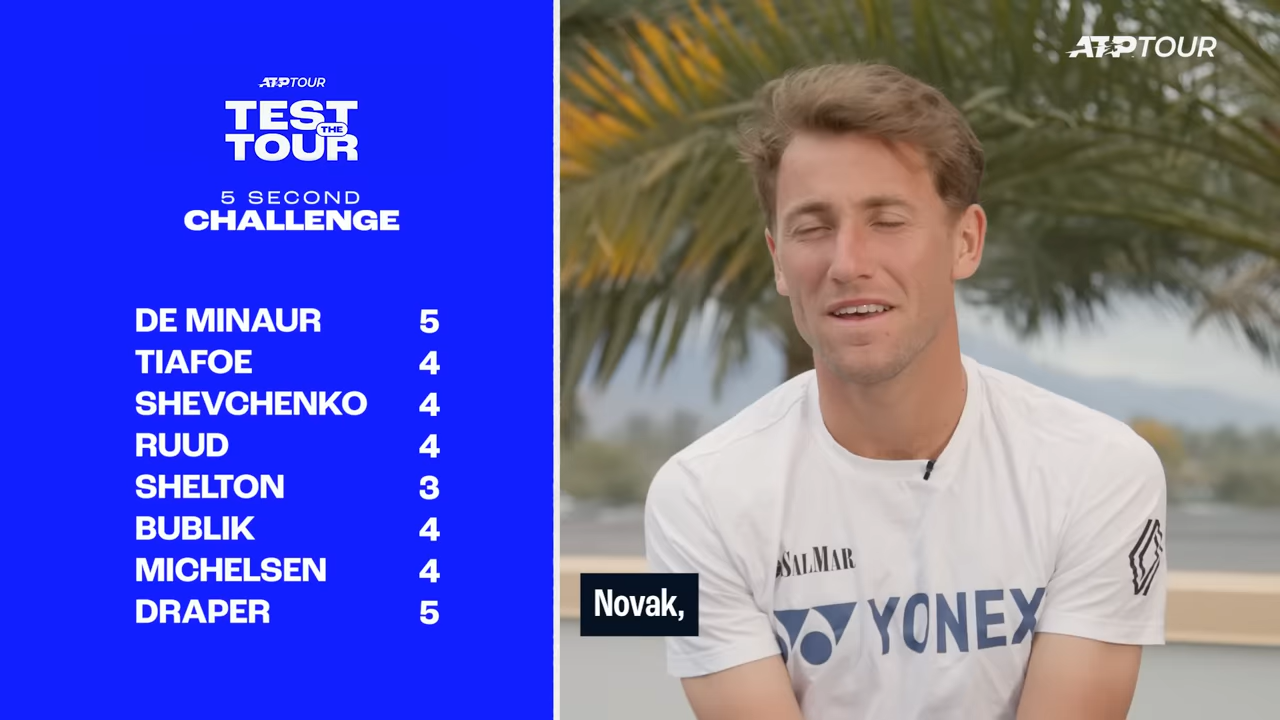 ATPTOUR
TEST
THE
TOUR
5 SECOND
CHALLENGE
DE MINAUR 5
TIAFOE 4
SHEVCHENKO 4
RUUD 4
SHELTON 3
BUBLIK 4
MICHELSEN 4
DRAPER 5
ATPTOUR
SALMAR
Novak,
YONEX